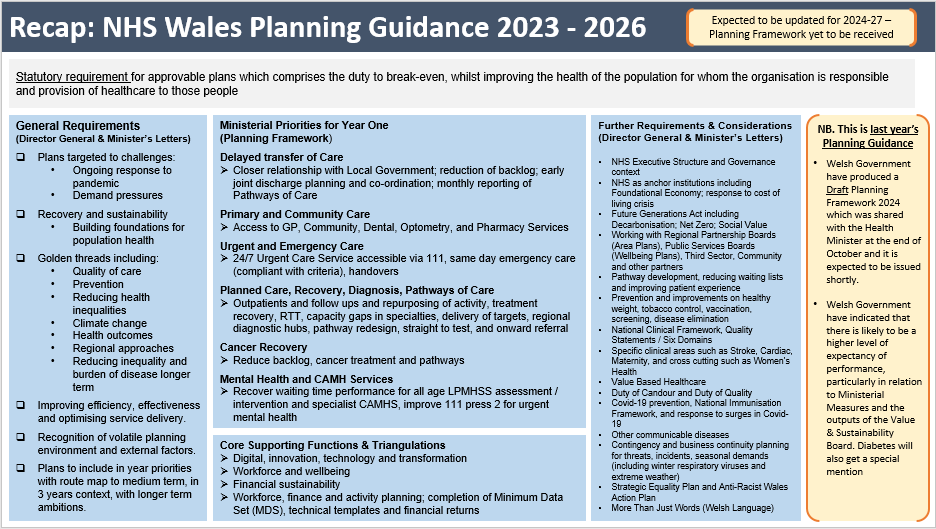 Recap: NHS Wales Planning Guidance 2023 - 2026
Expected to be updated for 2024-27 –
Planning Framework yet to be received
Statutory requirement for approvable plans which comprises the duty to break-even, whilst improving the health of the population for whom the organisation is responsible
and provision of healthcare to those people
General Requirements
(Director General & Minister's Letters)
❑ Plans targeted to challenges:
• Ongoing response to
pandemic
• Demand pressures
❑ Recovery and sustainability
• Building foundations for
population health
❑ Golden threads including:
• Quality of care
• Prevention
• Reducing health
inequalities
• Climate change
• Health outcomes
• Regional approaches
• Reducing inequality and
burden of disease longer
term
❑ Improving efficiency, effectiveness
and optimising service delivery.
❑ Recognition of volatile planning
environment and external factors.
❑ Plans to include in year priorities
with route map to medium term, in
3 years context, with longer term
ambitions.
Ministerial Priorities for Year One
(Planning Framework)
Delayed transfer of Care
➢ Closer relationship with Local Government; reduction of backlog; early
joint discharge planning and co-ordination; monthly reporting of
Pathways of Care
Primary and Community Care
➢ Access to GP, Community, Dental, Optometry, and Pharmacy Services
Urgent and Emergency Care
➢ 24/7 Urgent Care Service accessible via 111, same day emergency care
(compliant with criteria), handovers
Planned Care, Recovery, Diagnosis, Pathways of Care
➢ Outpatients and follow ups and repurposing of activity, treatment
recovery, RTT, capacity gaps in specialties, delivery of targets, regional
diagnostic hubs, pathway redesign, straight to test, and onward referral
Cancer Recovery
➢ Reduce backlog, cancer treatment and pathways
Mental Health and CAMH Services
➢ Recover waiting time performance for all age LPMHSS assessment /
intervention and specialist CAMHS, improve 111 press 2 for urgent
mental health
Core Supporting Functions & Triangulations
➢ Digital, innovation, technology and transformation
➢ Workforce and wellbeing
➢ Financial sustainability
➢ Workforce, finance and activity planning; completion of Minimum Data
Set (MDS), technical templates and financial returns
Further Requirements & Considerations
(Director General & Minister's Letters)
• NHS Executive Structure and Governance
context
• NHS as anchor institutions including
Foundational Economy; response to cost of
living crisis
• Future Generations Act including
Decarbonisation; Net Zero; Social Value
• Working with Regional Partnership Boards
(Area Plans), Public Services Boards
(Wellbeing Plans), Third Sector, Community
and other partners
• Pathway development, reducing waiting lists
and improving patient experience
• Prevention and improvements on healthy
weight, tobacco control, vaccination,
screening, disease elimination
• National Clinical Framework, Quality
Statements / Six Domains
• Specific clinical areas such as Stroke, Cardiac,
Maternity, and cross cutting such as Women's
Health
• Value Based Healthcare
• Duty of Candour and Duty of Quality
• Covid-19 prevention, National Immunisation
Framework, and response to surges in Covid-
19
• Other communicable diseases
• Contingency and business continuity planning
for threats, incidents, seasonal demands
(including winter respiratory viruses and
extreme weather)
• Strategic Equality Plan and Anti-Racist Wales
Action Plan
• More Than Just Words (Welsh Language)
NB. This is last year's
Planning Guidance
• Welsh Government
have produced a
Draft Planning
Framework 2024
which was shared
with the Health
Minister at the end of
October and it is
expected to be issued
shortly.
• Welsh Government
have indicated that
there is likely to be a
higher level of
expectancy of
performance,
particularly in relation
to Ministerial
Measures and the
outputs of the Value
& Sustainability
Board. Diabetes will
also get a special
mention